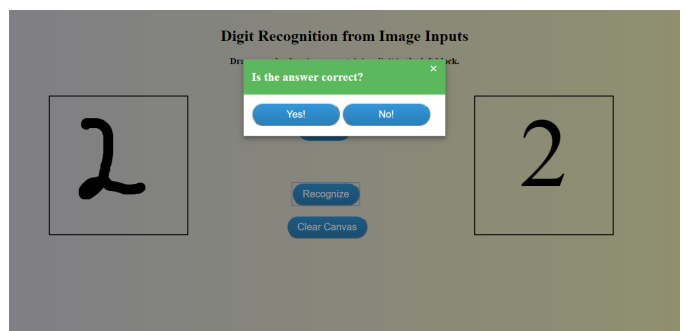 Digit Recognition from Image Inputs
Is the answer correct?
×
Yes! No!
2 2
Recognize
Clear Canvas